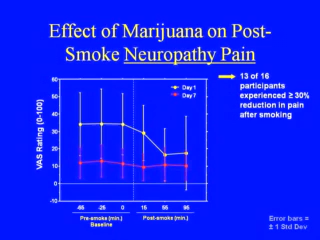 Effect of Marijuana on Post-
Smoke Neuropathy Pain
13 of 16
participants
experienced ≥ 30%
reduction in pain
after smoking
Day 1
Day 7
VAS Rating (0-100)
60
50
40
30
20
10
0
-10
-65 -25 0 15 55 95
Pre-smoke (min.) Post-smoke (min.)
Baseline
Error bars =
± 1 Std Dev